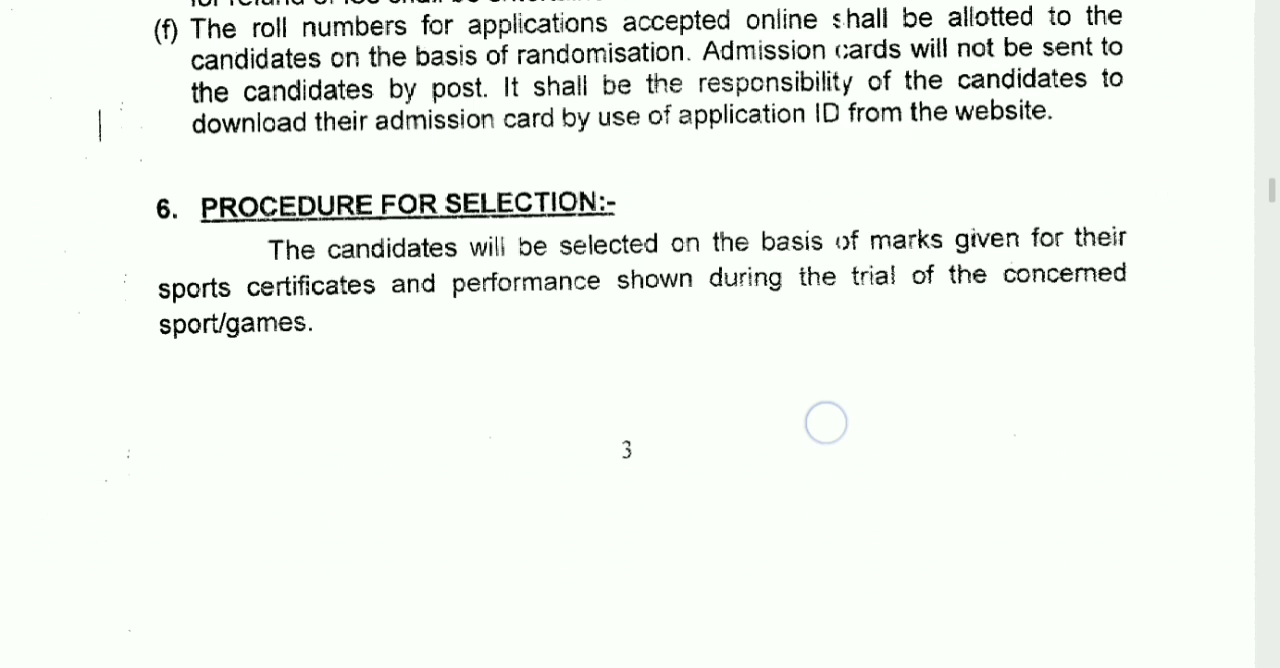 (f) The roll numbers for applications accepted online shall be allotted to the
candidates on the basis of randomisation. Admission cards will not be sent to
the candidates by post. It shall be the responsibility of the candidates to
download their admission card by use of application ID from the website.
6. PROCEDURE FOR SELECTION:-
The candidates will be selected on the basis of marks given for their
sports certificates and performance shown during the trial of the concerned
sport/games.
3